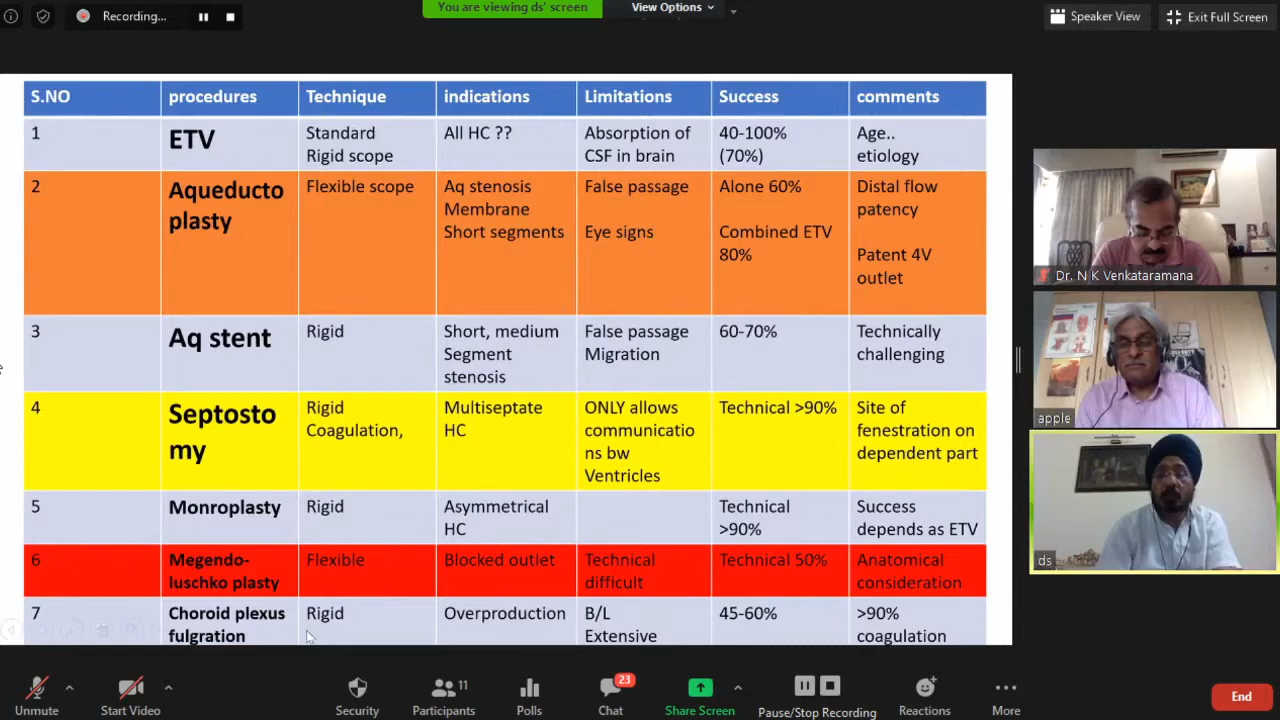 Recording...
You are viewing ds' screen
View Options
Speaker View
Exit Full Screen
S.NO procedures Technique indications Limitations Success comments
1 ETV Standard Rigid scope All HC ?? Absorption of CSF in brain 40-100% (70%) Age.. etiology
2 Aqueducto plasty Flexible scope Aq stenosis Membrane Short segments False passage Eye signs Alone 60% Combined ETV 80% Distal flow patency Patent 4V outlet
3 Aq stent Rigid Short, medium Segment stenosis False passage Migration 60-70% Technically challenging
4 Septosto my Rigid Coagulation, Multiseptate HC ONLY allows communicatio ns bw Ventricles Technical >90% Site of fenestration on dependent part
5 Monroplasty Rigid Asymmetrical HC Technical >90% Success depends as ETV
6 Megendo- luschko plasty Flexible Blocked outlet Technical difficult Technical 50% Anatomical consideration
7 Choroid plexus fulgration Rigid Overproduction B/L Extensive 45-60% >90% coagulation
Dr. N K Venkataramana
apple
ds
Unmute
Start Video
Security
11
Participants
Polls
23
Chat
Share Screen
Pause/Stop Recording
Reactions
More
End